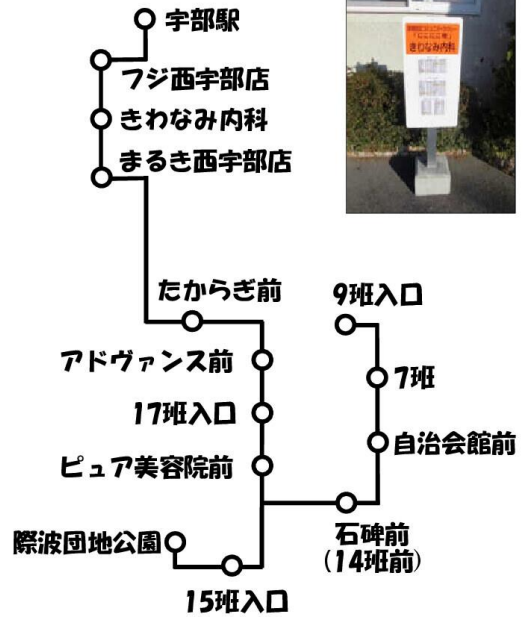 宇部駅
フジ西宇部店
きわなみ内科
まるき西宇部店
たからぎ前
9班入口
アドヴァンス前
7班
17班入口
自治会館前
ピュア美容院前
石碑前
(14班前)
際波団地公園
15班入口
きわなみ内科